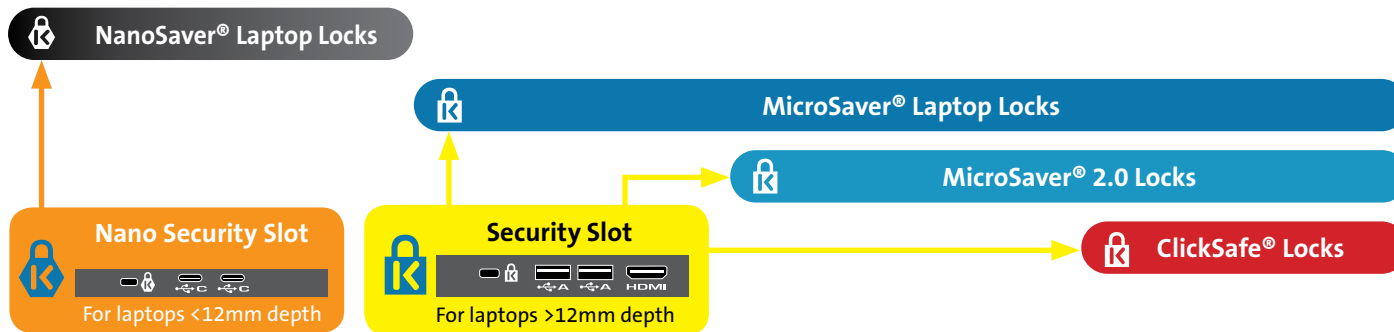 NanoSaver® Laptop Locks
MicroSaver® Laptop Locks
MicroSaver® 2.0 Locks
ClickSafe® Locks
Nano Security Slot
C C
For laptops <12mm depth
Security Slot
A A HDMI
For laptops >12mm depth